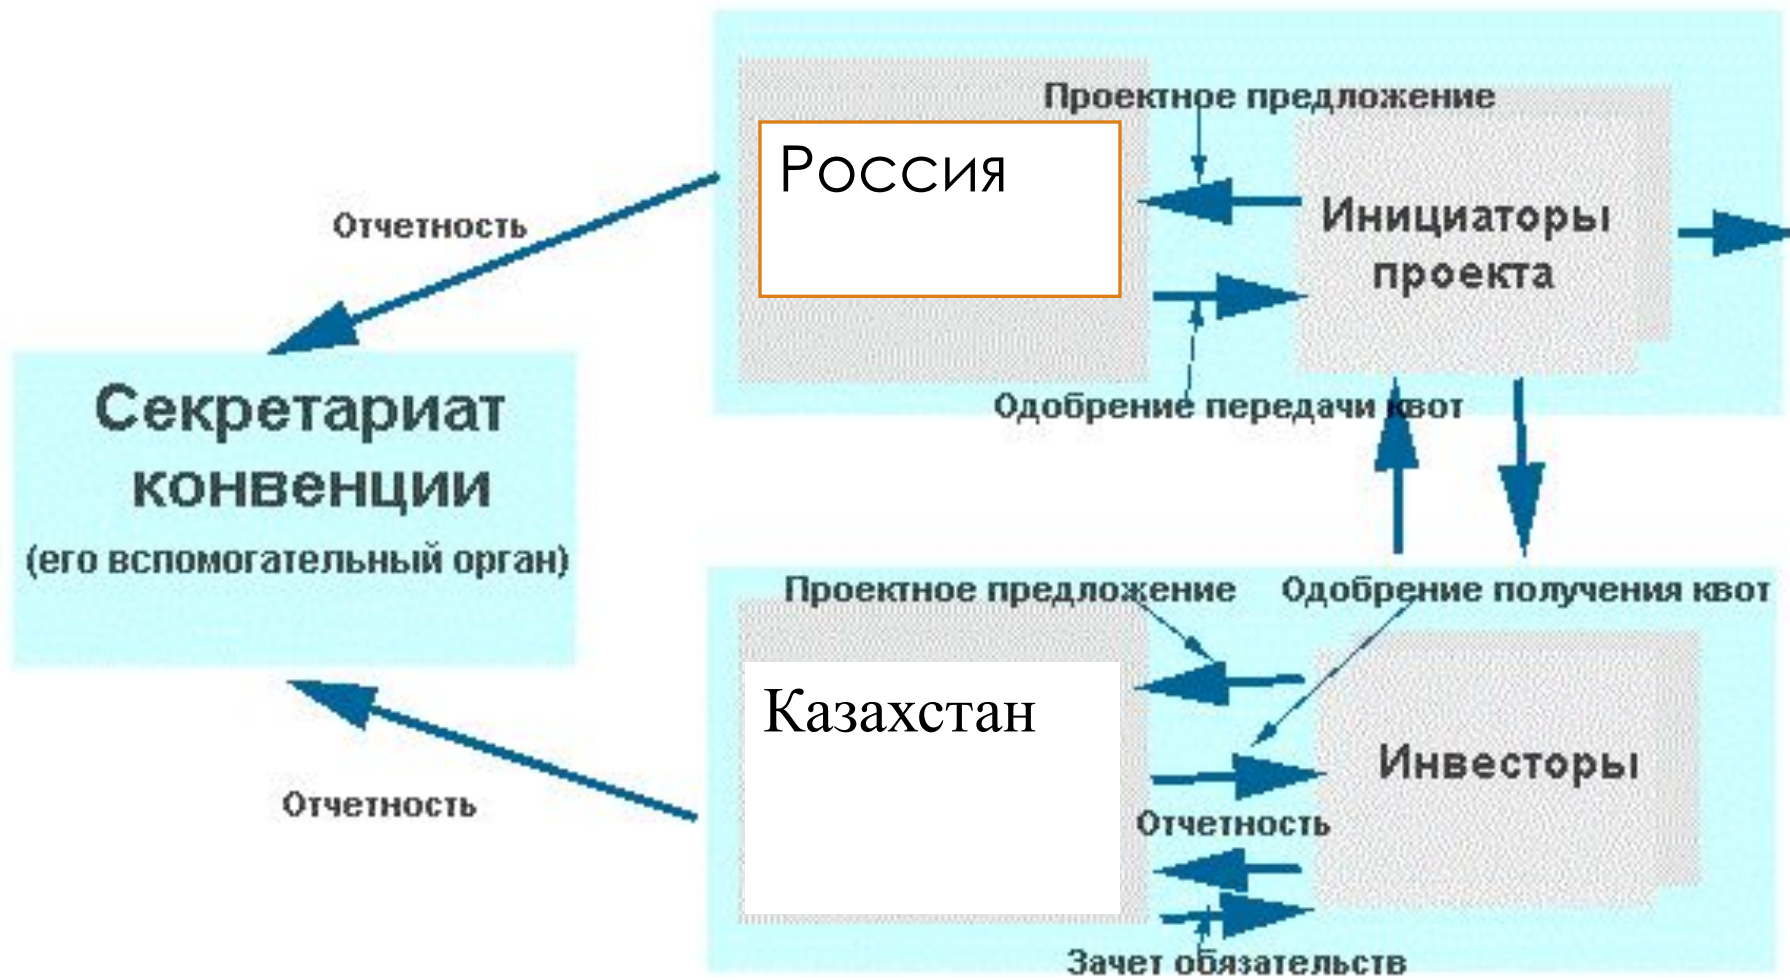 Проектное предложение
Россия
Отчетность
Инициаторы
проекта
Одобрение передачи квот
Секретариат
конвенции
(его вспомогательный орган)
Проектное предложение
Одобрение получения квот
Казахстан
Инвесторы
Отчетность
Отчетность
Зачет обязательств